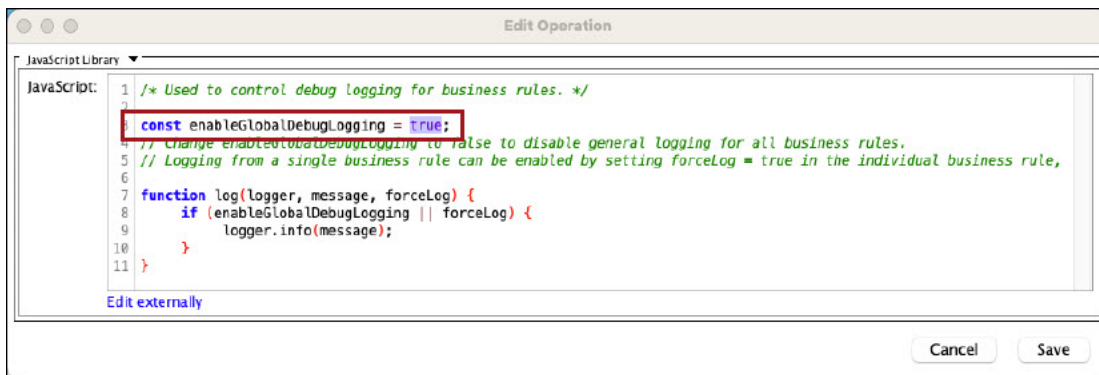 Edit Operation
JavaScript Library
JavaScript:
1 /* Used to control debug logging for business rules. */
2
3 const enableGlobalDebugLogging = true;
4 // Change enableGlobalDebugLogging to false to disable general logging for all business rules.
5 // Logging from a single business rule can be enabled by setting forceLog = true in the individual business rule,
6
7 function log(logger, message, forceLog) {
8 if (enableGlobalDebugLogging || forceLog) {
9 logger.info(message);
10 }
11 }
Edit externally
Cancel Save